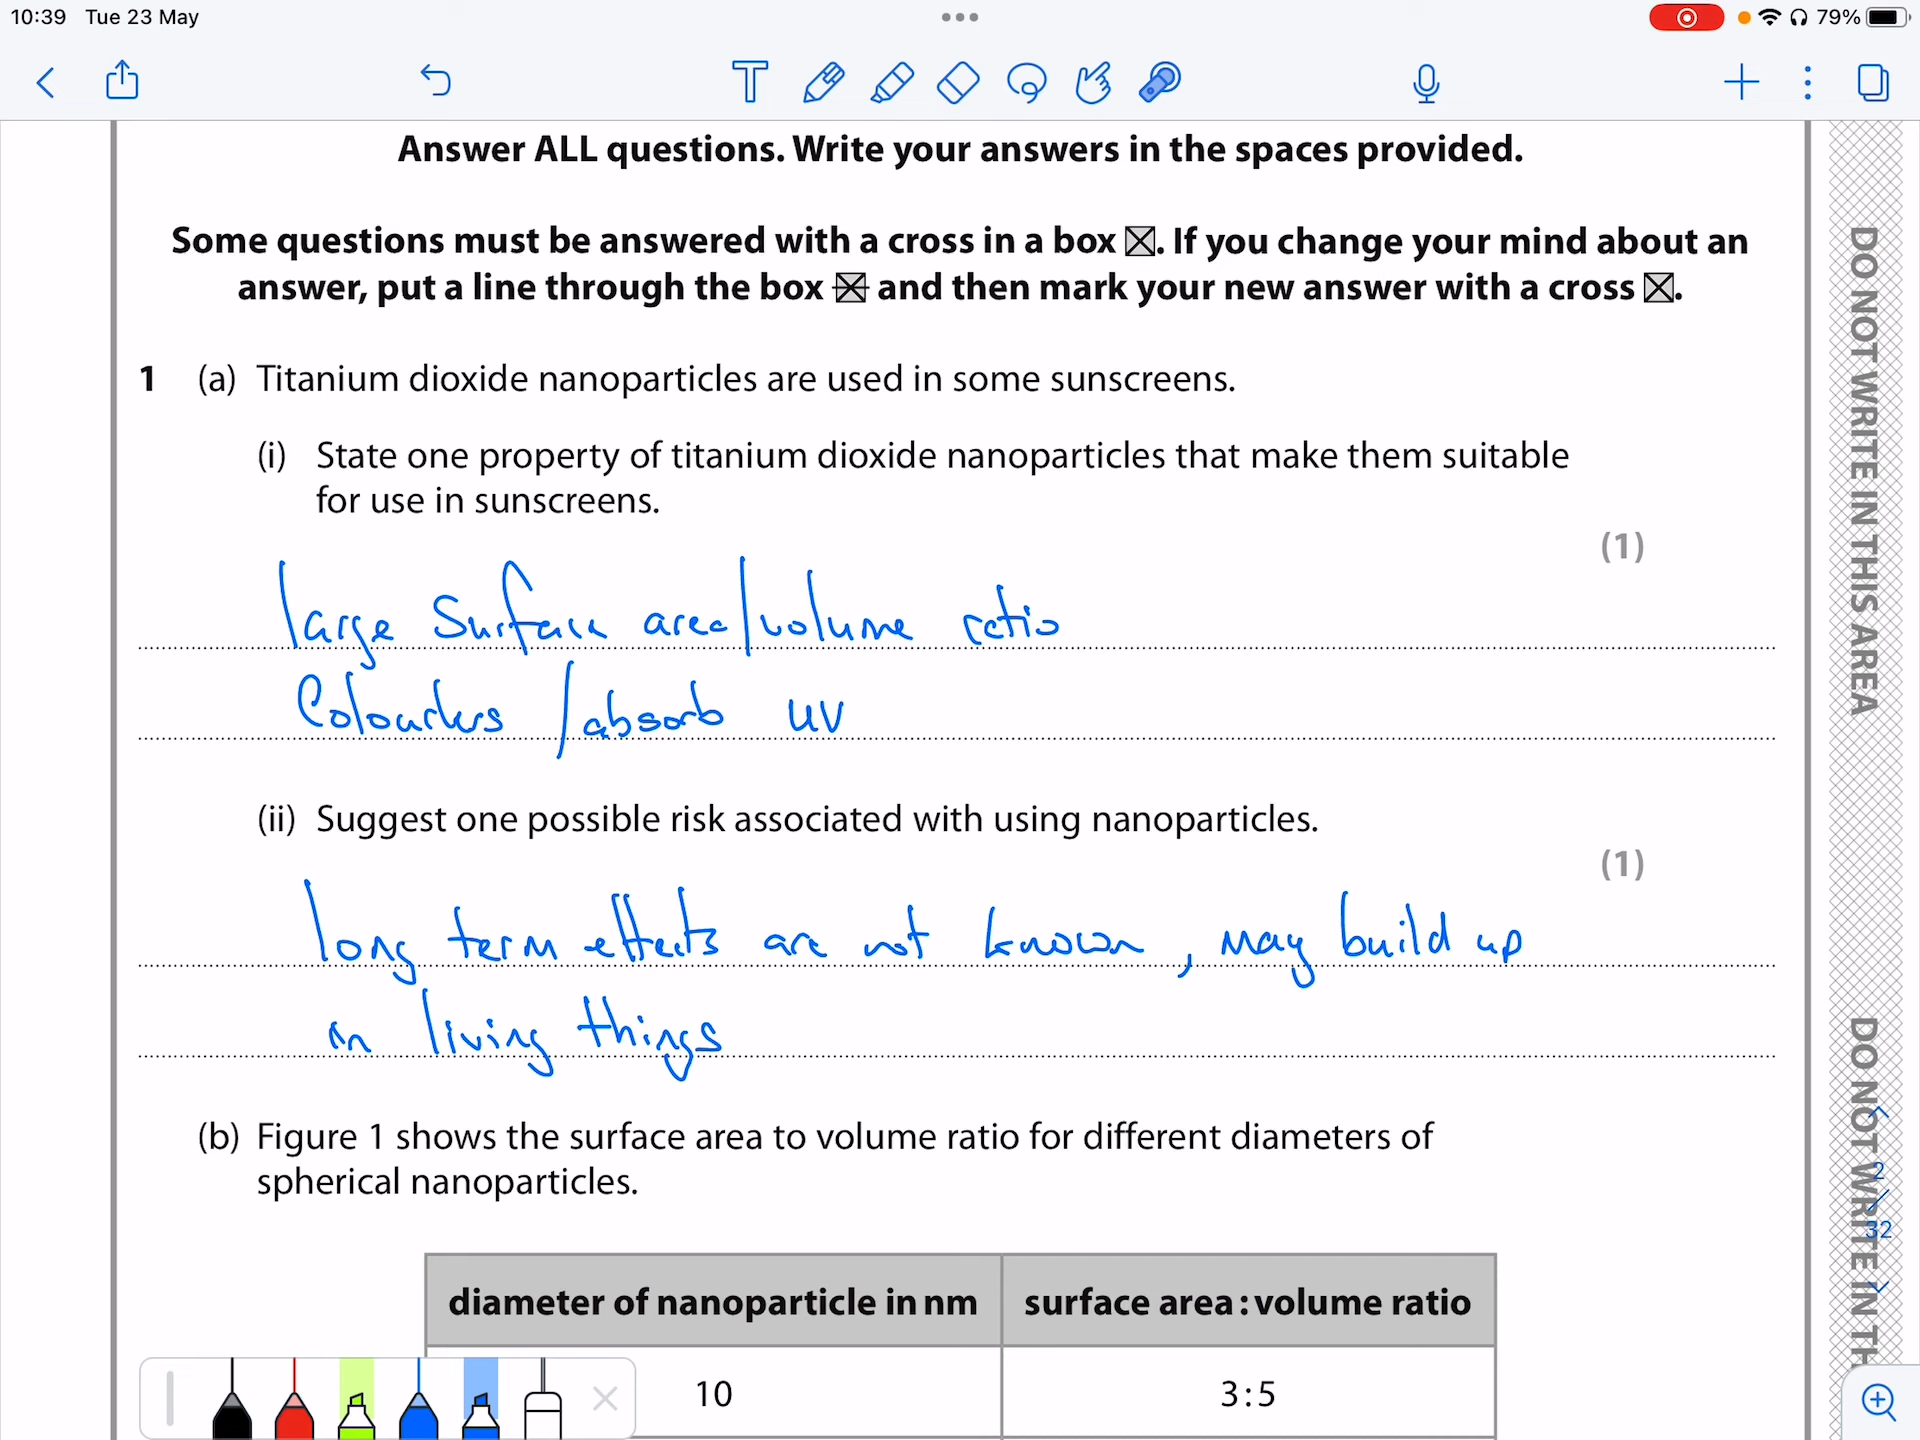 10:39 Tue 23 May
79%
Answer ALL questions. Write your answers in the spaces provided.
Some questions must be answered with a cross in a box ☒. If you change your mind about an
answer, put a line through the box and then mark your new answer with a cross ☒.
1 (a) Titanium dioxide nanoparticles are used in some sunscreens.
(i) State one property of titanium dioxide nanoparticles that make them suitable
for use in sunscreens.
(1)
large surface area/volume ratio
Colourless / absorb UV
(ii) Suggest one possible risk associated with using nanoparticles.
(1)
long term effects are not known, may build up
in living things
(b) Figure 1 shows the surface area to volume ratio for different diameters of
spherical nanoparticles.
diameter of nanoparticle in nm surface area : volume ratio
10 3 : 5
DO NOT WRITE IN THIS AREA
DO NOT WRITE IN TH
2 / 32